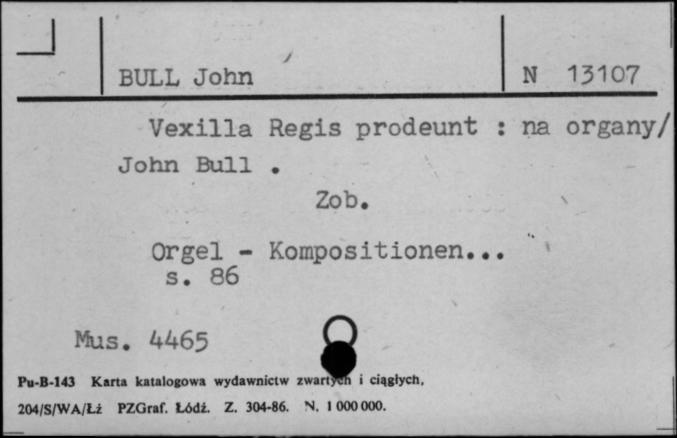 BULL John
N 13107
Vexilla Regis prodeunt : na organy/
John Bull .
Zob.
Orgel - Kompositionen...
s. 86
Mus. 4465
Pu-B-143 Karta katalogowa wydawnictw zwartych i ciągłych,
204/S/WA/Łż PZGraf. Łódź. Z. 304-86. N. 1 000 000.